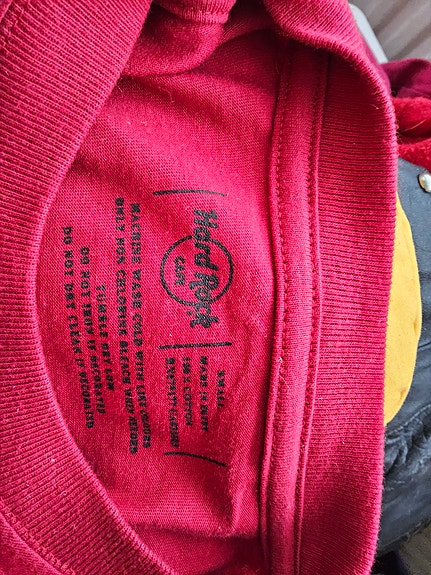 Hard Rock
CAFE
SMALL
MADE IN EGYPT
100% COTTON
MACHINE WASH COLD WITH LIKE COLORS
ONLY NON CHLORINE BLEACH WHEN NEEDED
TUMBLE DRY LOW
DO NOT IRON IF DECORATED
DO NOT DRY CLEAN IF DECORATED